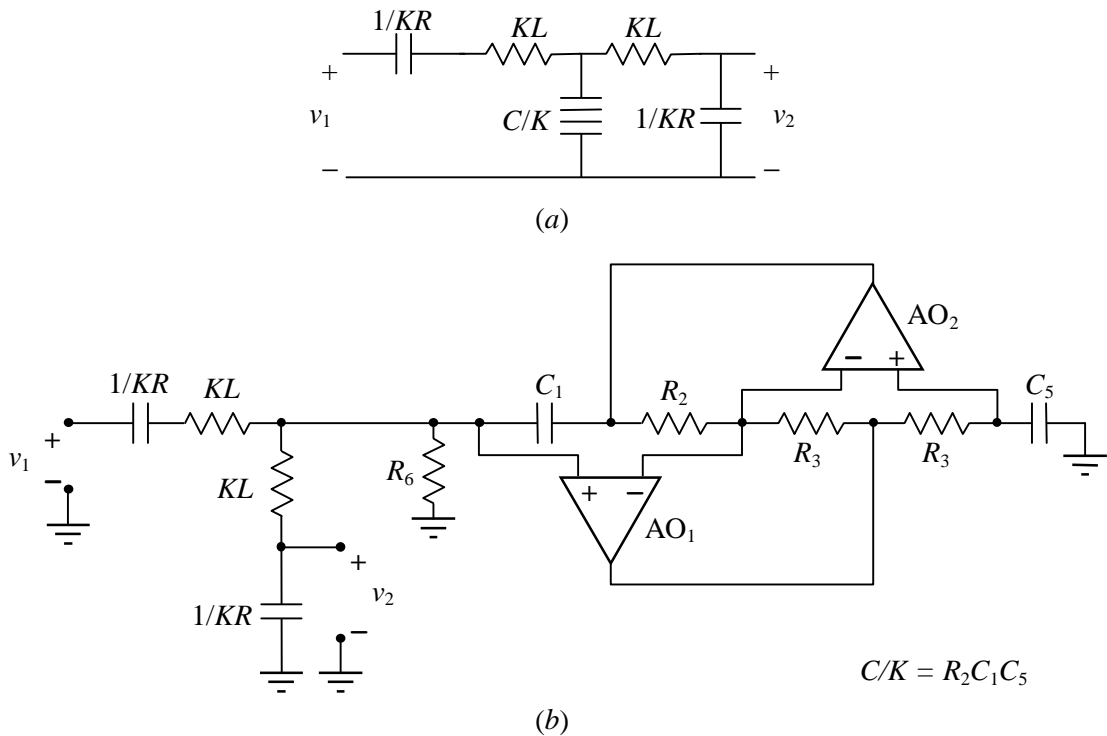 1/KR KL KL
+ +
v1 C/K 1/KR v2
− −
(a)
AO2
− +
1/KR KL C1 R2 C5
+
v1 R3 R3
− KL R6 + −
AO1
+
1/KR v2
−
C/K = R2C1C5
(b)